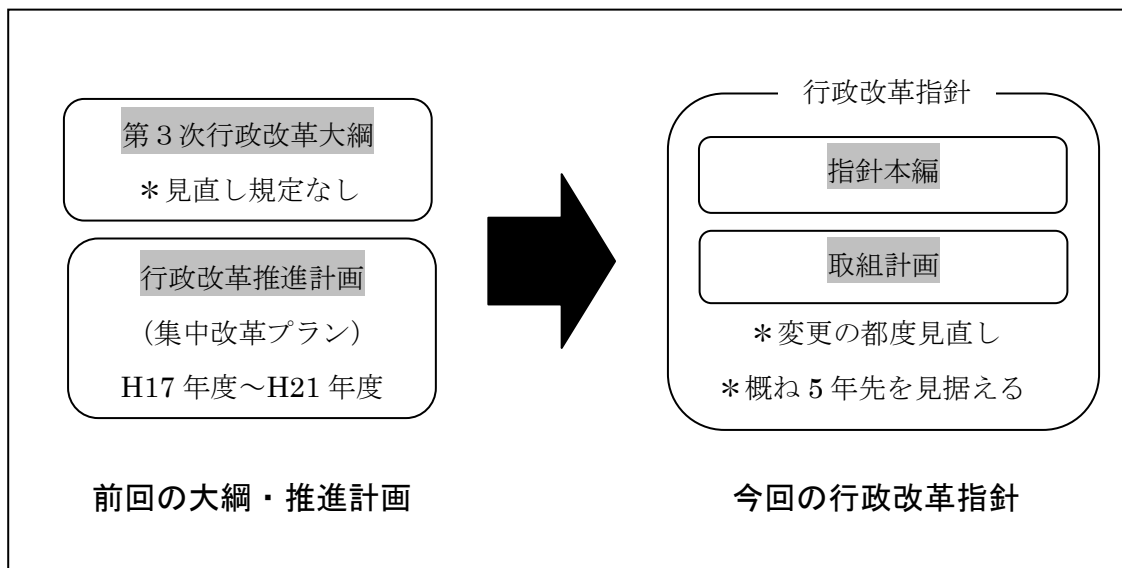 第３次行政改革大綱
＊見直し規定なし
行政改革推進計画
（集中改革プラン）
H17 年度～H21 年度
前回の大綱・推進計画
行政改革指針
指針本編
取組計画
＊変更の都度見直し
＊概ね 5 年先を見据える
今回の行政改革指針